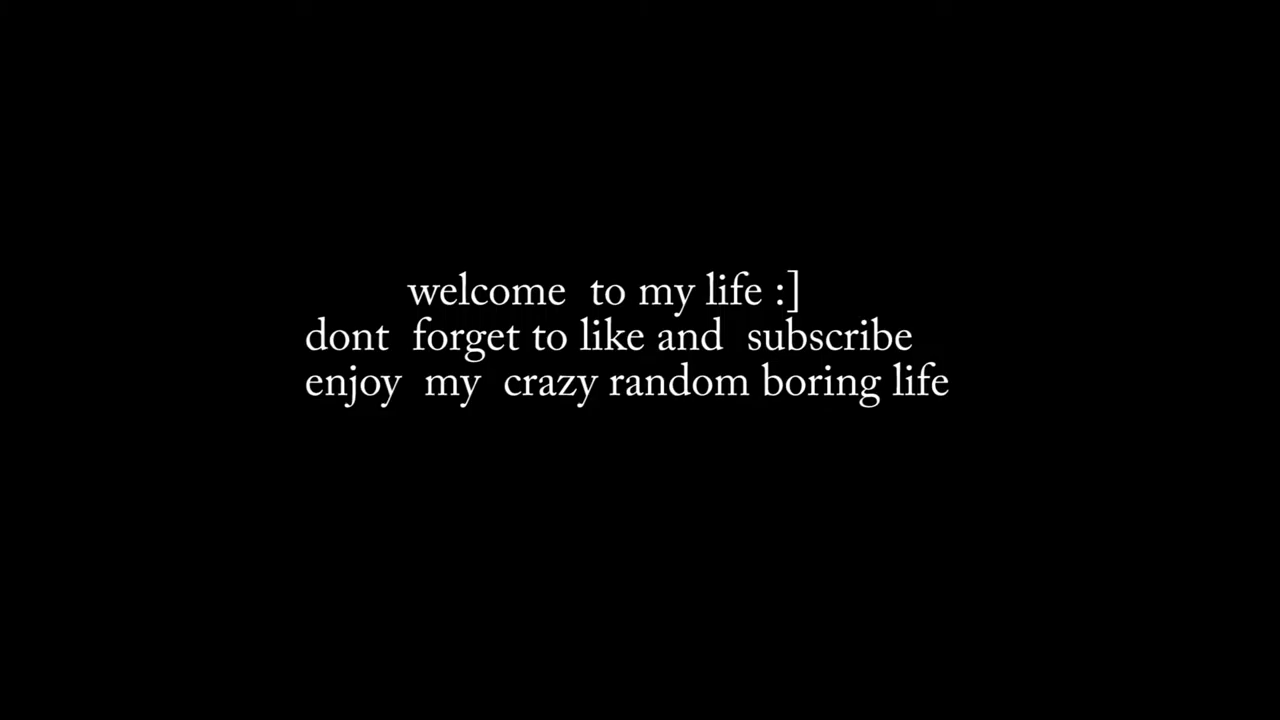 welcome  to my life :]
dont  forget to like and  subscribe
enjoy  my  crazy random boring life